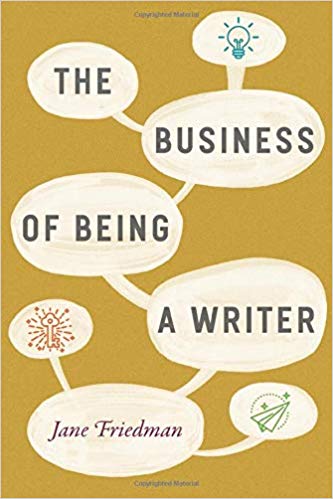 THE
BUSINESS
OF BEING
A WRITER
Jane Friedman